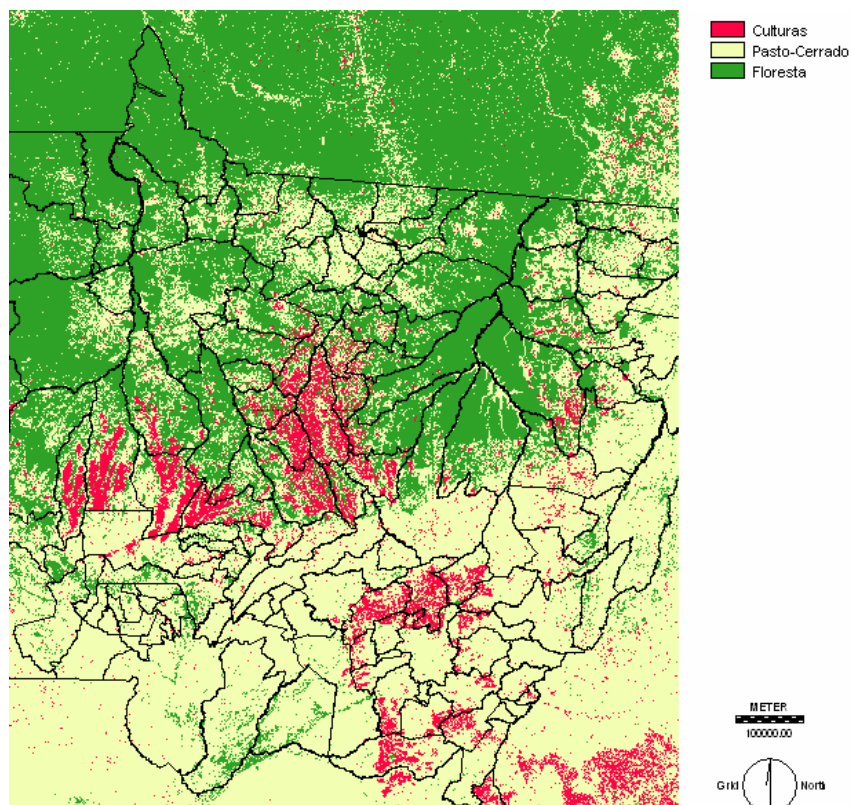 Culturas
Pasto-Cerrado
Floresta
METER
100000.00
Grid North